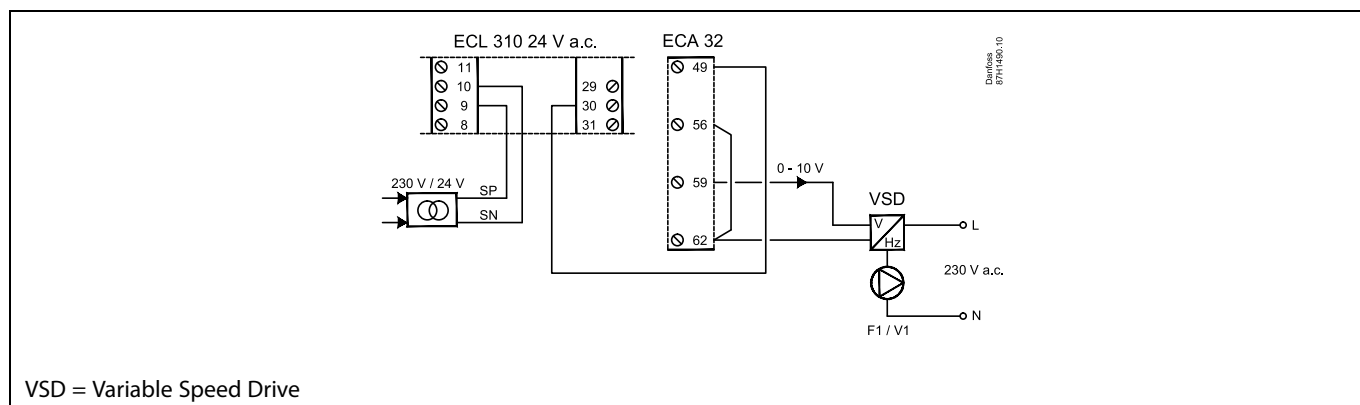 ECL 310 24 V a.c.
ECA 32
Danfoss
87H1490.10
11
10
9
8
29
30
31
49
56
59
62
0 - 10 V
230 V / 24 V
SP
SN
VSD
V
Hz
L
230 V a.c.
N
F1 / V1
VSD = Variable Speed Drive